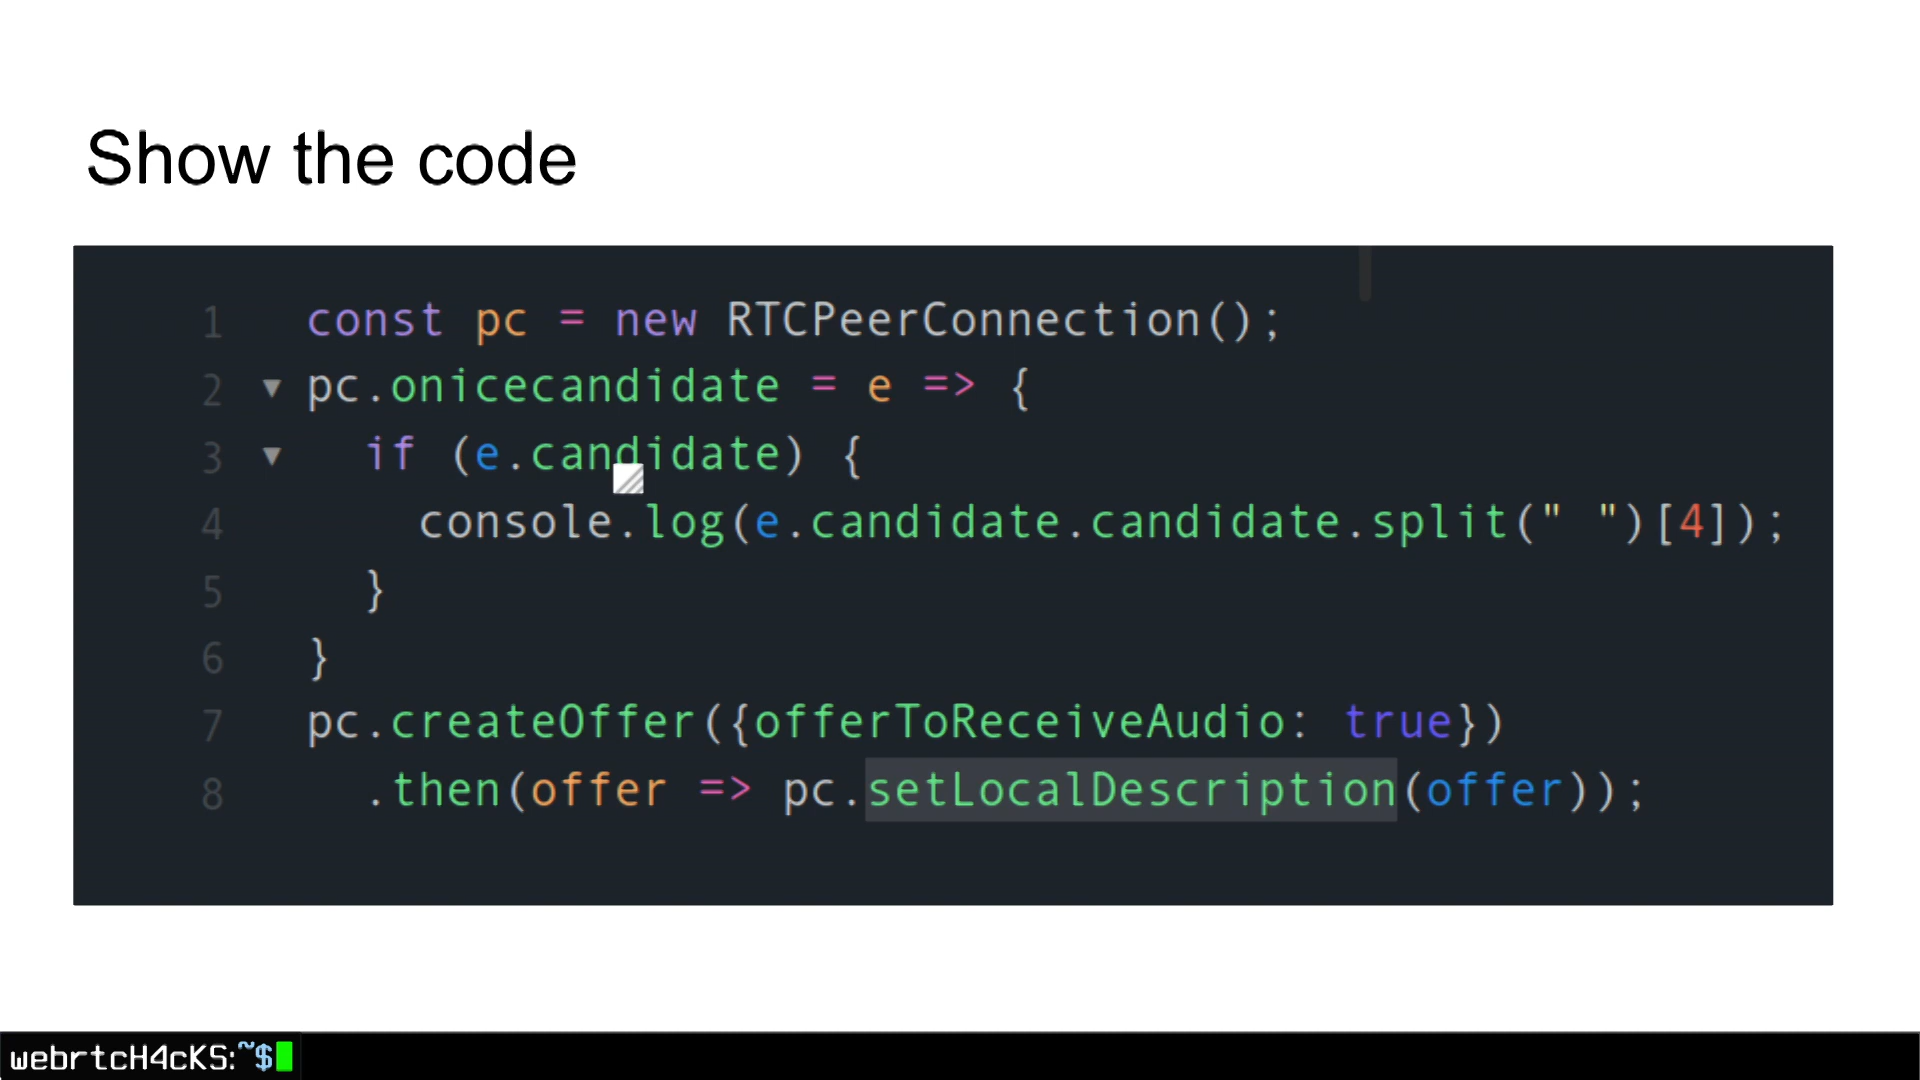 Show the code
1 const pc = new RTCPeerConnection();
2 ▼ pc.onicecandidate = e => {
3 ▼ if (e.candidate) {
4 console.log(e.candidate.candidate.split(" ")[4]);
5 }
6 }
7 pc.createOffer({offerToReceiveAudio: true})
8 .then(offer => pc.setLocalDescription(offer));
webrtcH4cKS:~$